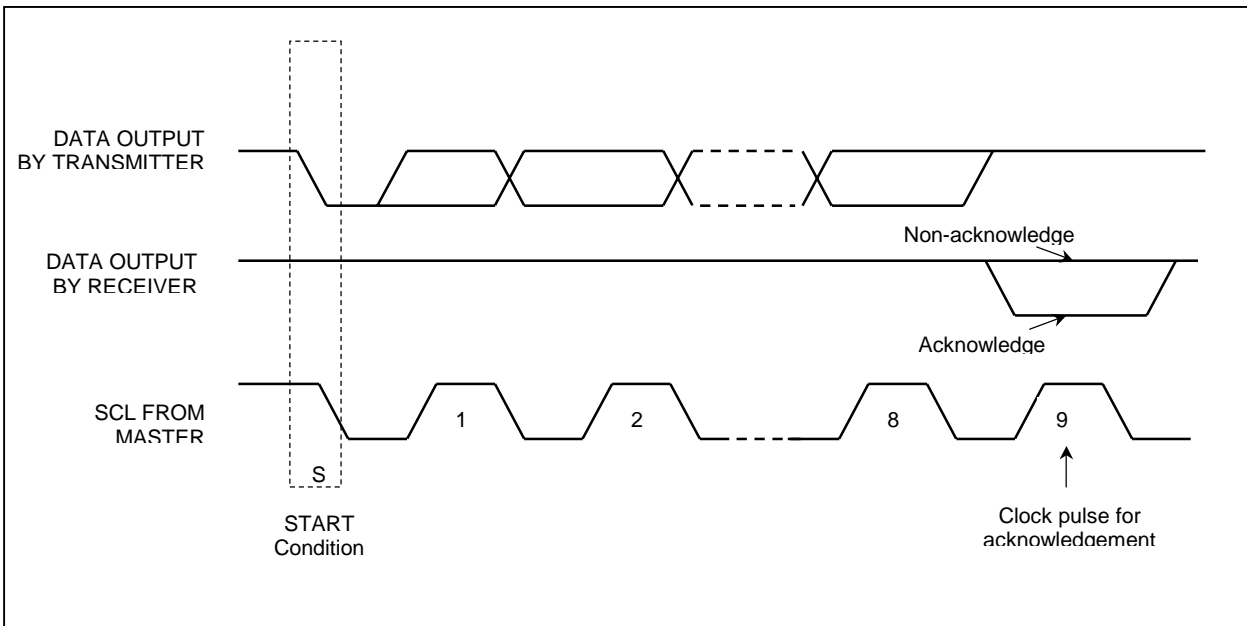 DATA OUTPUT
BY TRANSMITTER
Non-acknowledge
DATA OUTPUT
BY RECEIVER
Acknowledge
SCL FROM
MASTER
1
2
8
9
S
START
Condition
Clock pulse for
acknowledgement